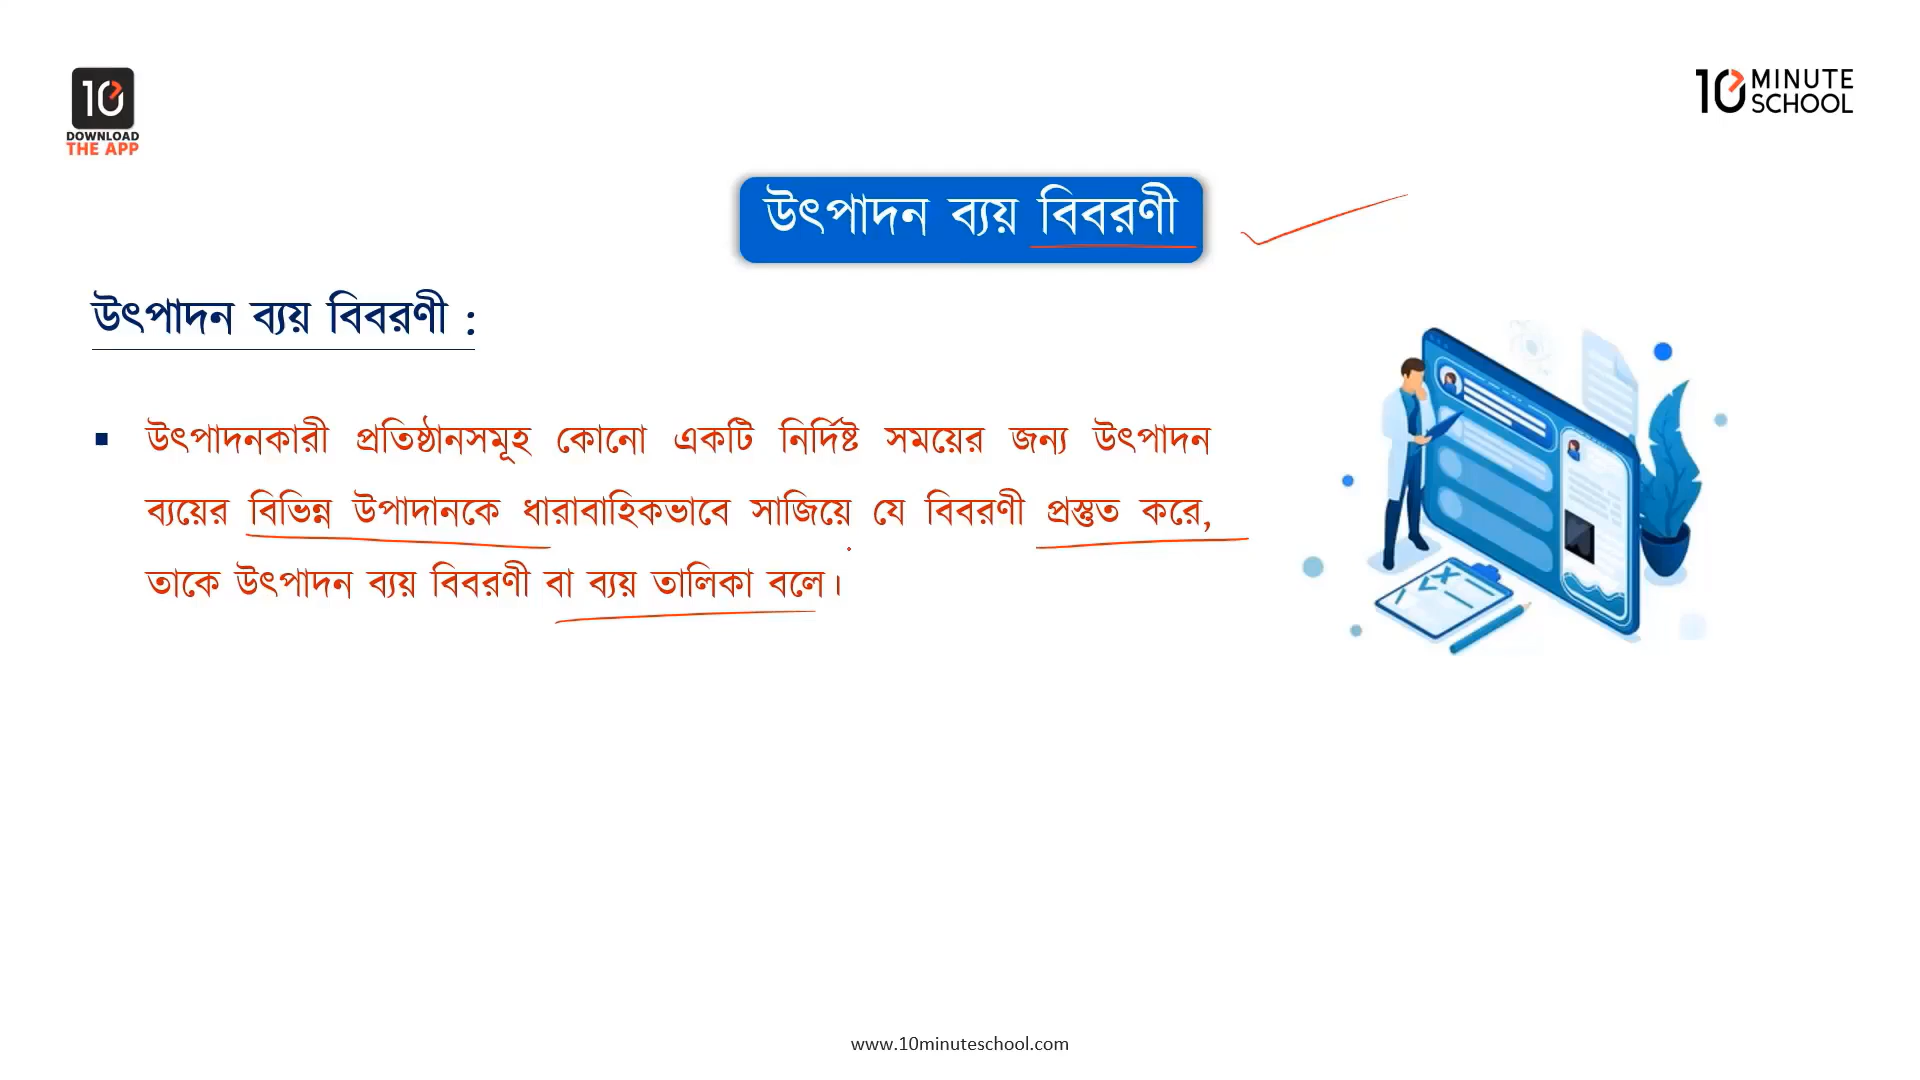 10
DOWNLOAD
THE APP
10 MINUTE
SCHOOL
উৎপাদন ব্যয় বিবরণী
উৎপাদন ব্যয় বিবরণী :
▪ উৎপাদনকারী প্রতিষ্ঠানসমূহ কোনো একটি নির্দিষ্ট সময়ের জন্য উৎপাদন
ব্যয়ের বিভিন্ন উপাদানকে ধারাবাহিকভাবে সাজিয়ে যে বিবরণী প্রস্তুত করে,
তাকে উৎপাদন ব্যয় বিবরণী বা ব্যয় তালিকা বলে।
www.10minuteschool.com